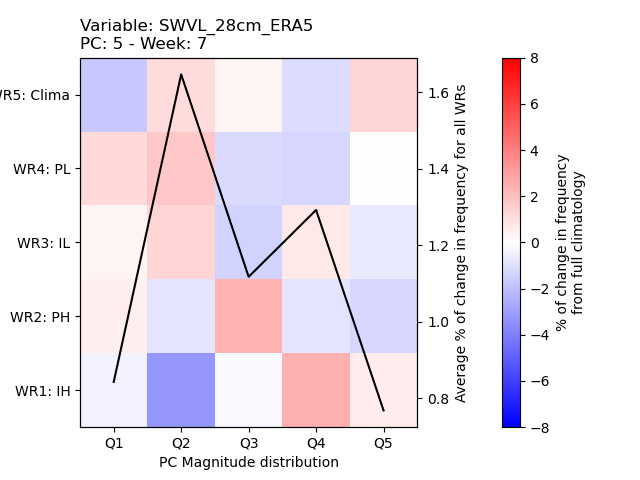 Variable: SWVL_28cm_ERA5
PC: 5 - Week: 7
R5: Clima
WR4: PL
WR3: IL
WR2: PH
WR1: IH
Q1 Q2 Q3 Q4 Q5
PC Magnitude distribution
1.6
1.4
1.2
1.0
0.8
Average % of change in frequency for all WRs
8
6
4
2
0
−2
−4
−6
−8
% of change in frequency
from full climatology